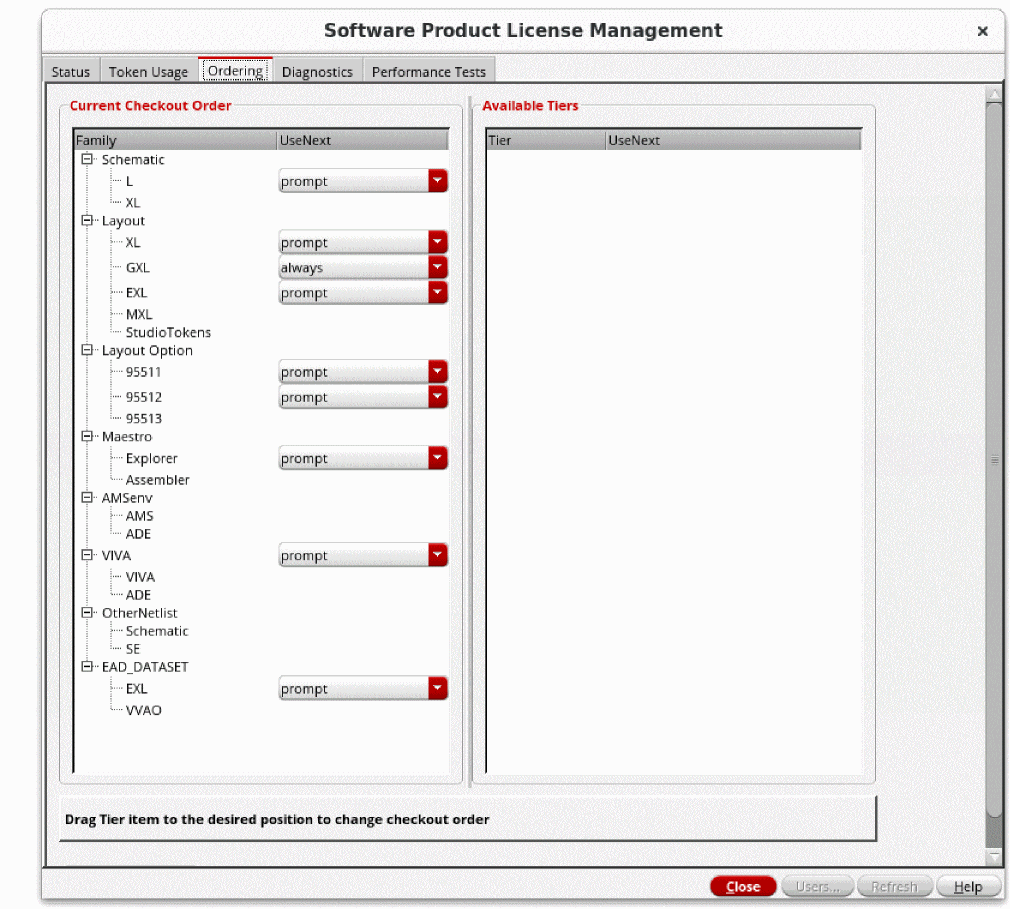 Software Product License Management
Status Token Usage Ordering Diagnostics Performance Tests
Current Checkout Order
Family UseNext
Schematic
L prompt
XL
Layout
XL prompt
GXL always
EXL prompt
MXL
StudioTokens
Layout Option
95511 prompt
95512 prompt
95513
Maestro
Explorer prompt
Assembler
AMSenv
AMS
ADE
VIVA prompt
VIVA
ADE
OtherNetlist
Schematic
SE
EAD_DATASET
EXL prompt
VVAO
Available Tiers
Tier UseNext
Drag Tier item to the desired position to change checkout order
Close Users... Refresh Help